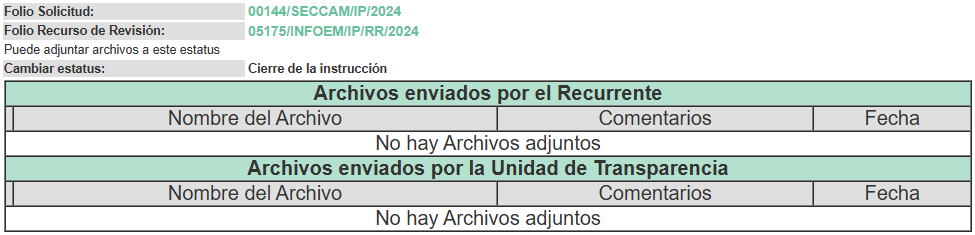 Folio Solicitud: 00144/SECCAM/IP/2024
Folio Recurso de Revisión: 05175/INFOEM/IP/RR/2024
Puede adjuntar archivos a este estatus
Cambiar estatus: Cierre de la instrucción
Archivos enviados por el Recurrente
Nombre del Archivo Comentarios Fecha
No hay Archivos adjuntos
Archivos enviados por la Unidad de Transparencia
Nombre del Archivo Comentarios Fecha
No hay Archivos adjuntos